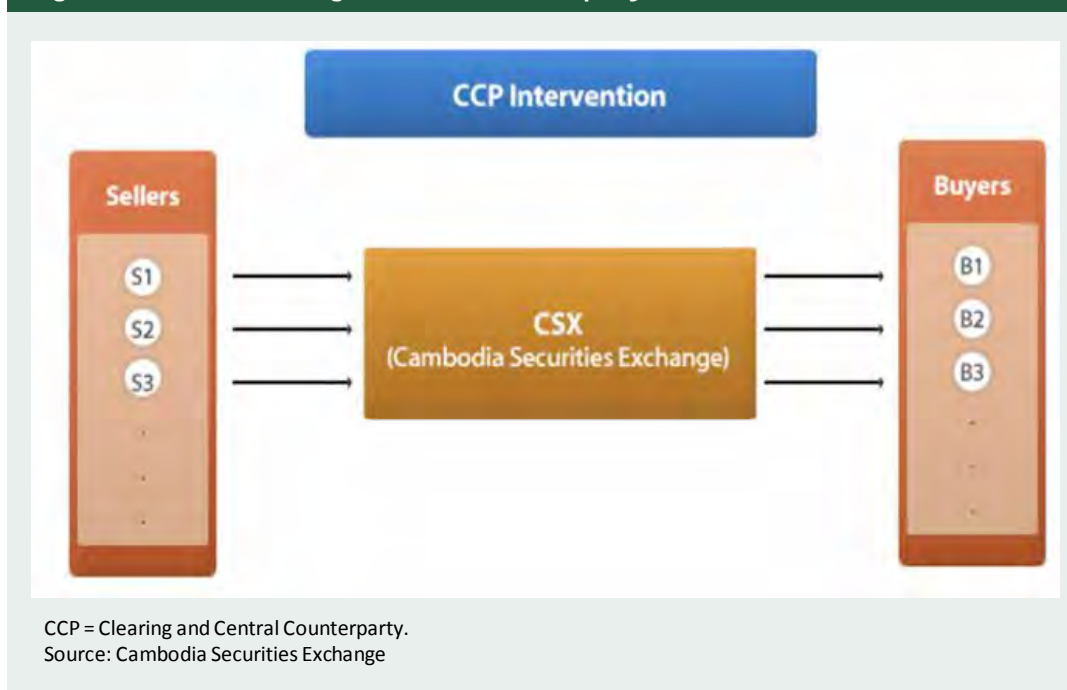 CCP Intervention
Sellers
S1
S2
S3
CSX
(Cambodia Securities Exchange)
Buyers
B1
B2
B3
CCP = Clearing and Central Counterparty.
Source: Cambodia Securities Exchange